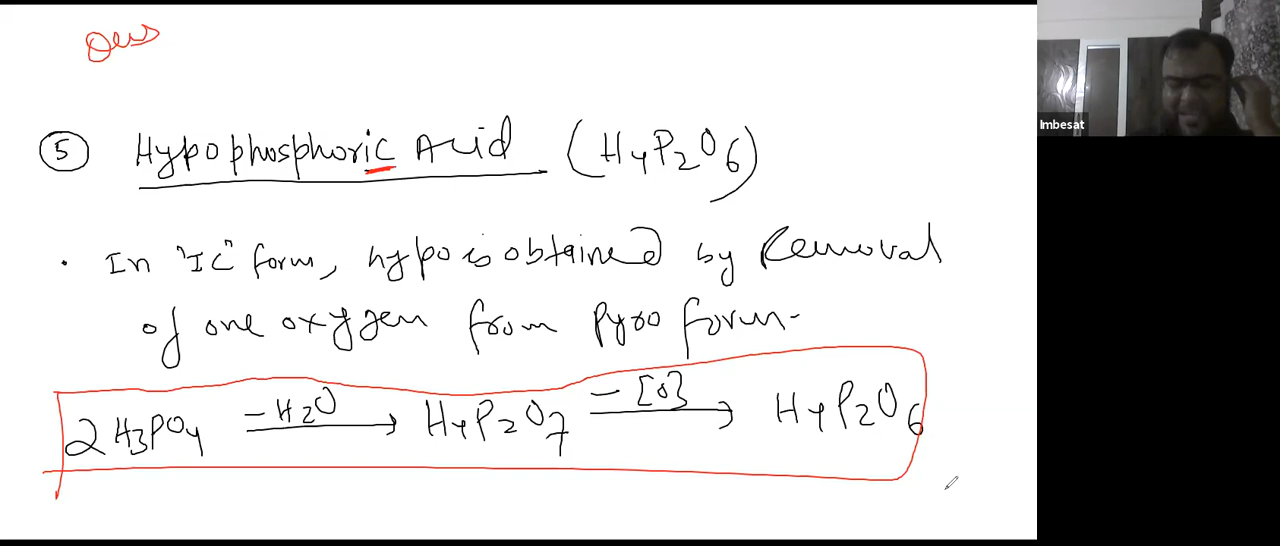 Ques
5 Hypophosphoric Acid (H4P2O6)
· In "IC" form, hypo is obtained by Removal
of one oxygen from Pyro form.
2H3PO4 -H2O → H4P2O7 -[O] → H4P2O6
Imbesat